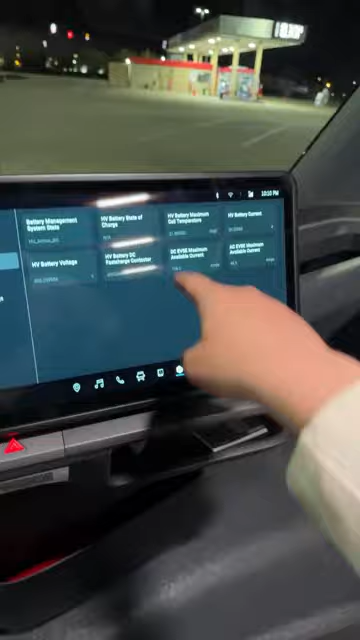 10:10 PM
Battery Management
System State
HV Battery State of
Charge
N/A
HV Battery Maximum
Cell Temperature
HV Battery Current
HV Battery Voltage
HV Battery DC
Fastcharge Contactor
DC EVSE Maximum
Available Current
AC EVSE Maximum
Available Current